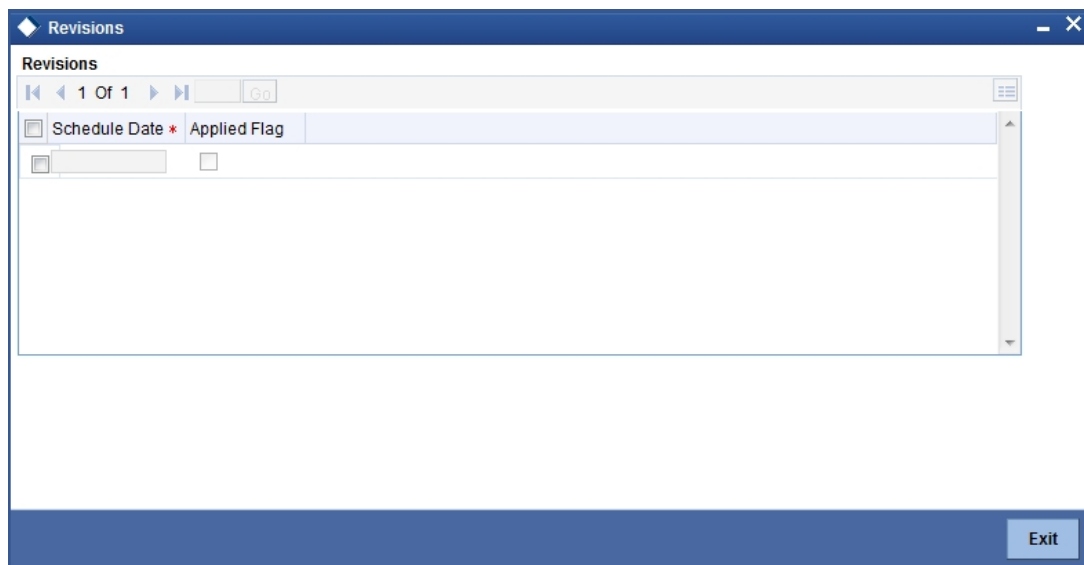 Revisions
Revisions
1 Of 1 Go
Schedule Date * Applied Flag
Exit